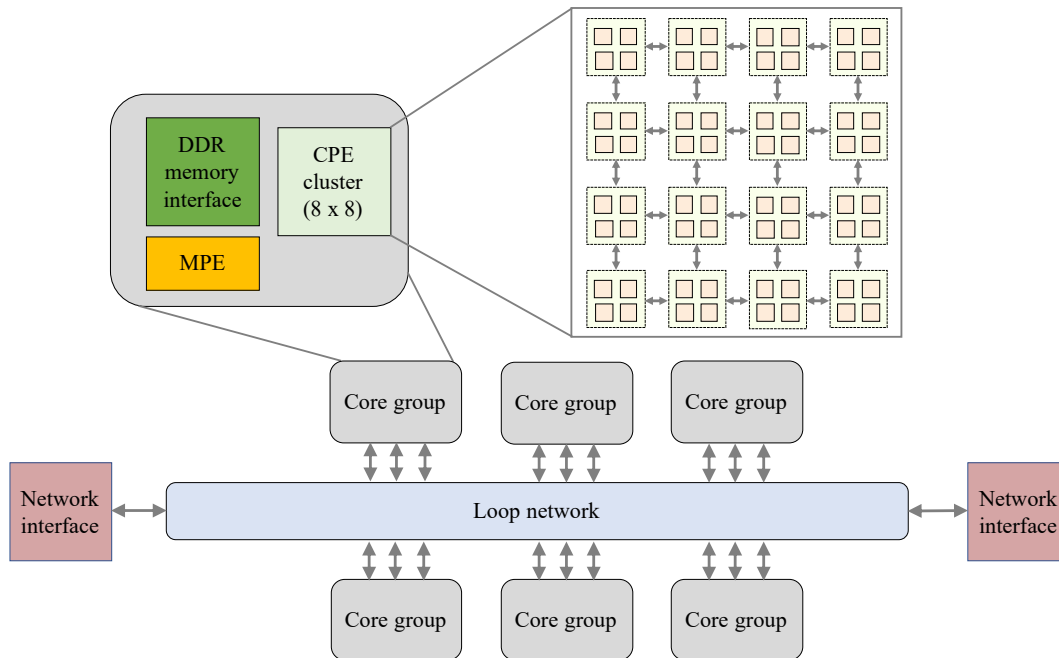 DDR
memory
interface
CPE
cluster
(8 x 8)
MPE
Core group
Core group
Core group
Network
interface
Loop network
Network
interface
Core group
Core group
Core group